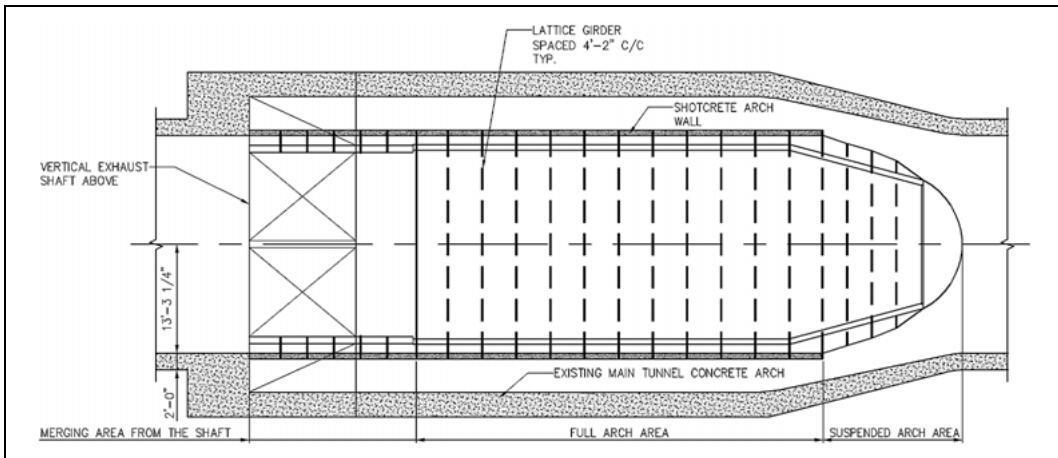 LATTICE GIRDER
SPACED 4'-2" C/C
TYP.
SHOTCRETE ARCH
WALL
VERTICAL EXHAUST
SHAFT ABOVE
13'-3 1/4"
2'-0"
EXISTING MAIN TUNNEL CONCRETE ARCH
MERGING AREA FROM THE SHAFT
FULL ARCH AREA
SUSPENDED ARCH AREA